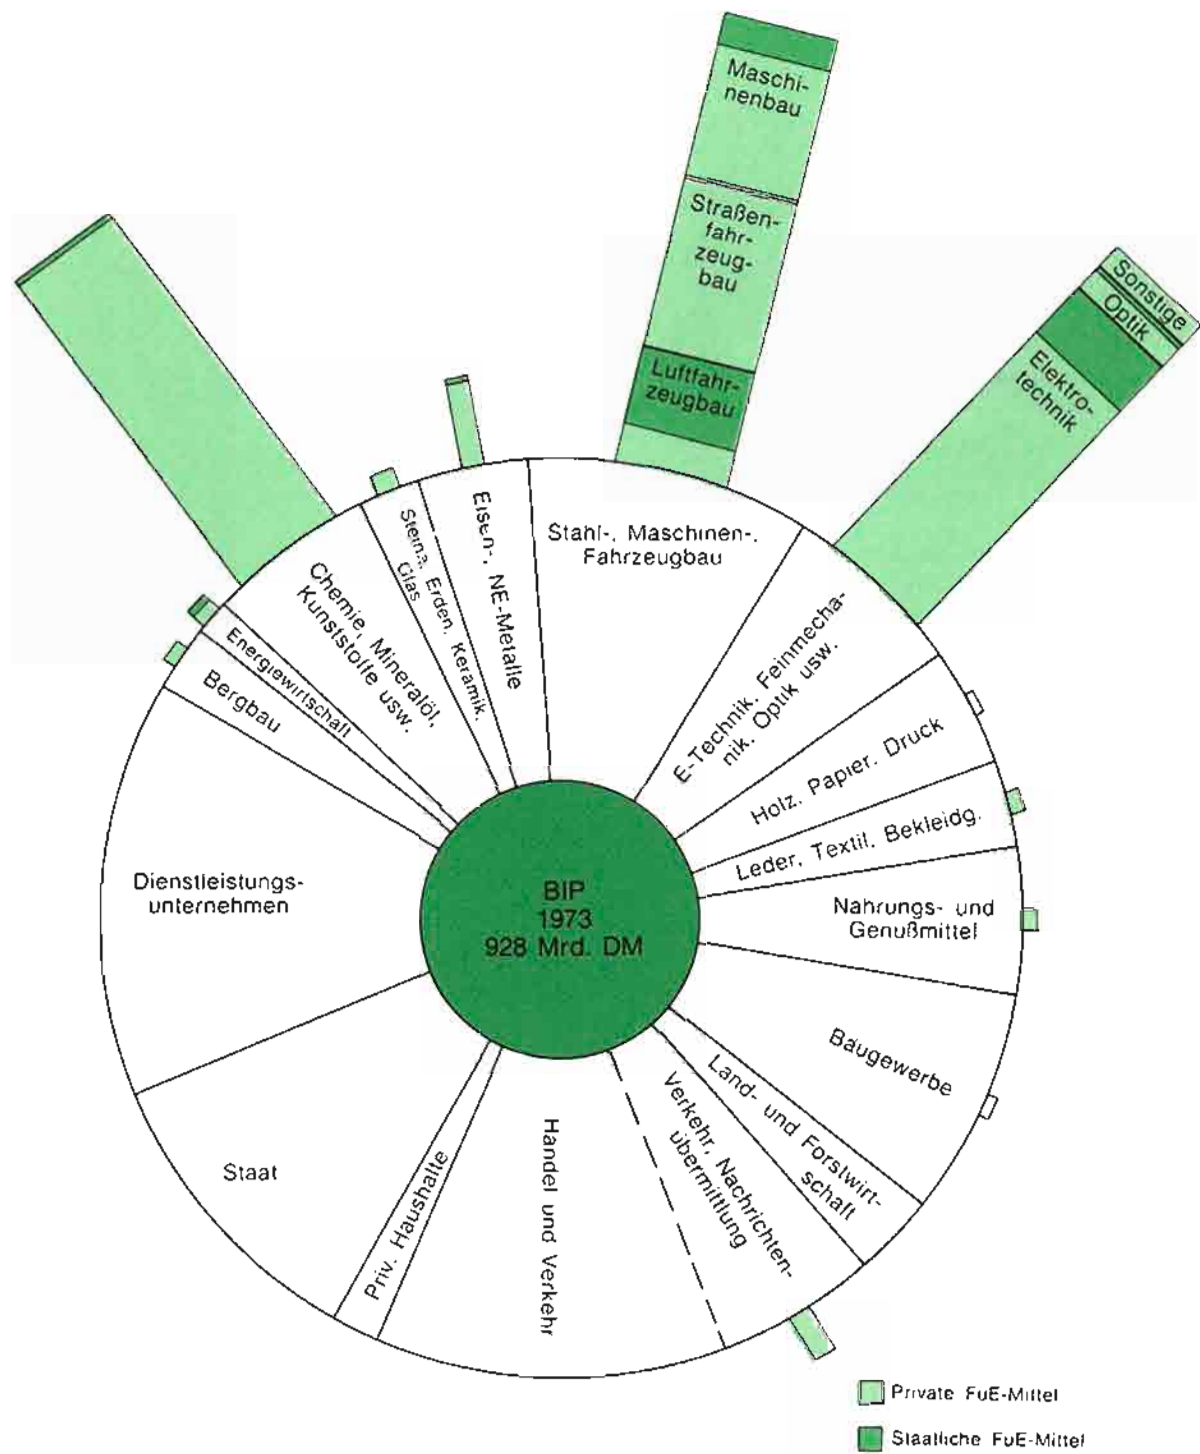 Maschi-
nenbau
Straßen-
fahr-
zeug-
bau
Luftfahr-
zeugbau
Sonstige
Optik
Elektro-
technik
Stahl-, Maschinen-,
Fahrzeugbau
E-Technik, Feinmecha-
nik, Optik usw.
Holz, Papier, Druck
Leder, Textil, Bekleidg.
Nahrungs- und
Genußmittel
Baugewerbe
Land- und Forstwirt-
schaft
Verkehr, Nachrichten-
übermittlung
Handel und Verkehr
Priv. Haushalte
Staat
Dienstleistungs-
unternehmen
Bergbau
Energiewirtschaft
Chemie, Mineralöl,
Kunststoffe usw.
Steine, Erden, Keramik,
Glas
Eisen-, NE-Metalle
BIP
1973
928 Mrd. DM
Private FuE-Mittel
Staatliche FuE-Mittel